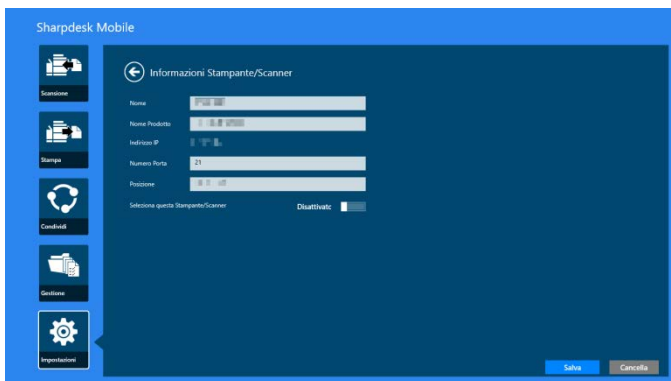 Sharpdesk Mobile
Scansione
Stampa
Condividi
Gestione
Impostazioni
Informazioni Stampante/Scanner
Nome
Nome Prodotto
Indirizzo IP
Numero Porta 21
Posizione
Seleziona questa Stampante/Scanner Disattivatc
Salva Cancella